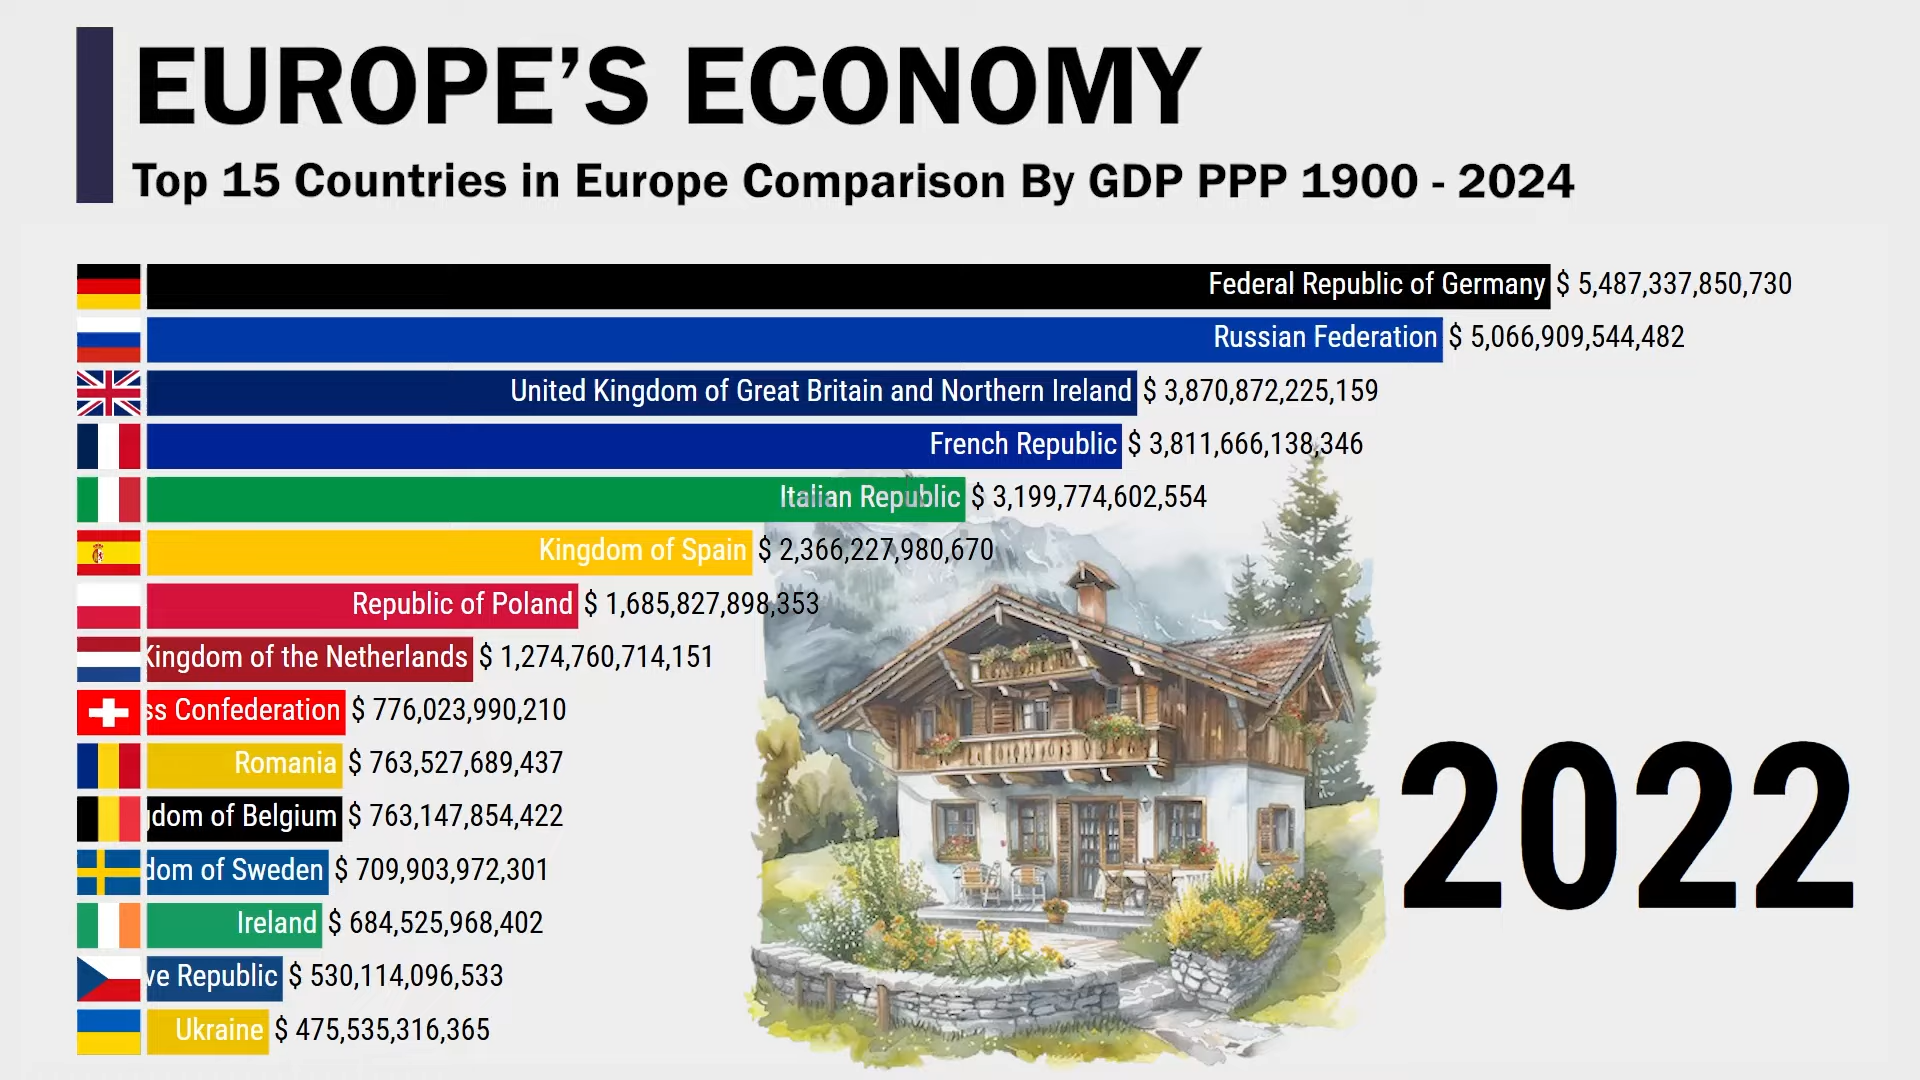 EUROPE’S ECONOMY
Top 15 Countries in Europe Comparison By GDP PPP 1900 - 2024
Federal Republic of Germany $ 5,487,337,850,730
Russian Federation $ 5,066,909,544,482
United Kingdom of Great Britain and Northern Ireland $ 3,870,872,225,159
French Republic $ 3,811,666,138,346
Italian Republic $ 3,199,774,602,554
Kingdom of Spain $ 2,366,227,980,670
Republic of Poland $ 1,685,827,898,353
Kingdom of the Netherlands $ 1,274,760,714,151
ss Confederation $ 776,023,990,210
Romania $ 763,527,689,437
gdom of Belgium $ 763,147,854,422
dom of Sweden $ 709,903,972,301
Ireland $ 684,525,968,402
ve Republic $ 530,114,096,533
Ukraine $ 475,535,316,365
2022